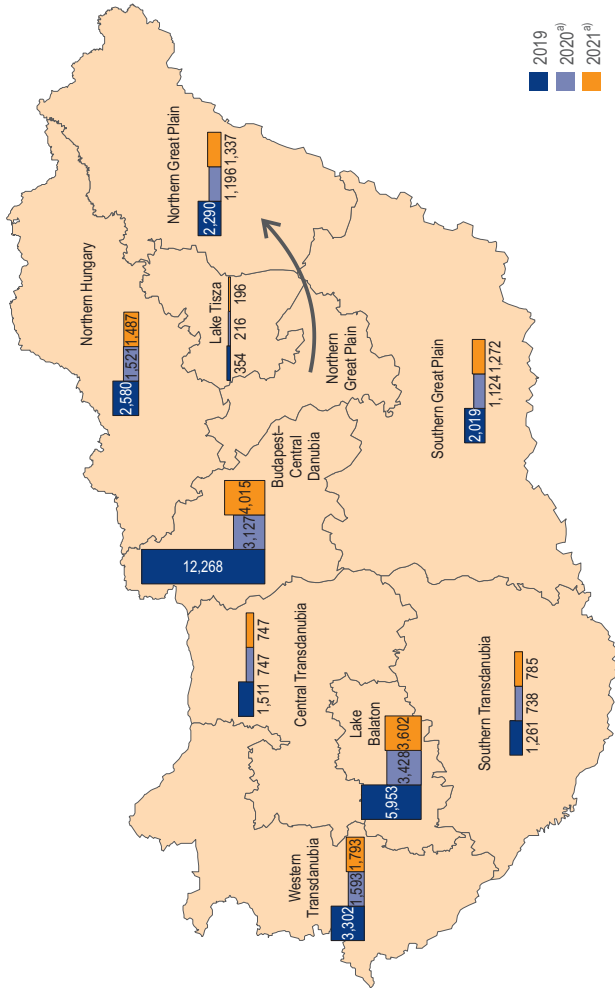 Northern Hungary
2,580 1,521 1,487
Northern Great Plain
2,290
1,196 1,337
Lake Tisza
354 216 196
Northern
Great Plain
Budapest–
Central
Danubia
12,268
3,127 4,015
Central Transdanubia
1,511 747 747
Western
Transdanubia
3,302 1,593 1,793
Lake
Balaton
5,953 3,428 3,602
Southern Transdanubia
1,261 738 785
Southern Great Plain
2,019
1,124 1,272
2019
2020a)
2021a)